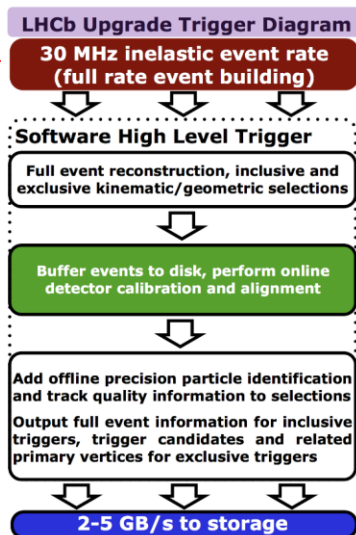 LHCb Upgrade Trigger Diagram
30 MHz inelastic event rate
(full rate event building)
Software High Level Trigger
Full event reconstruction, inclusive and
exclusive kinematic/geometric selections
Buffer events to disk, perform online
detector calibration and alignment
Add offline precision particle identification
and track quality information to selections
Output full event information for inclusive
triggers, trigger candidates and related
primary vertices for exclusive triggers
2-5 GB/s to storage